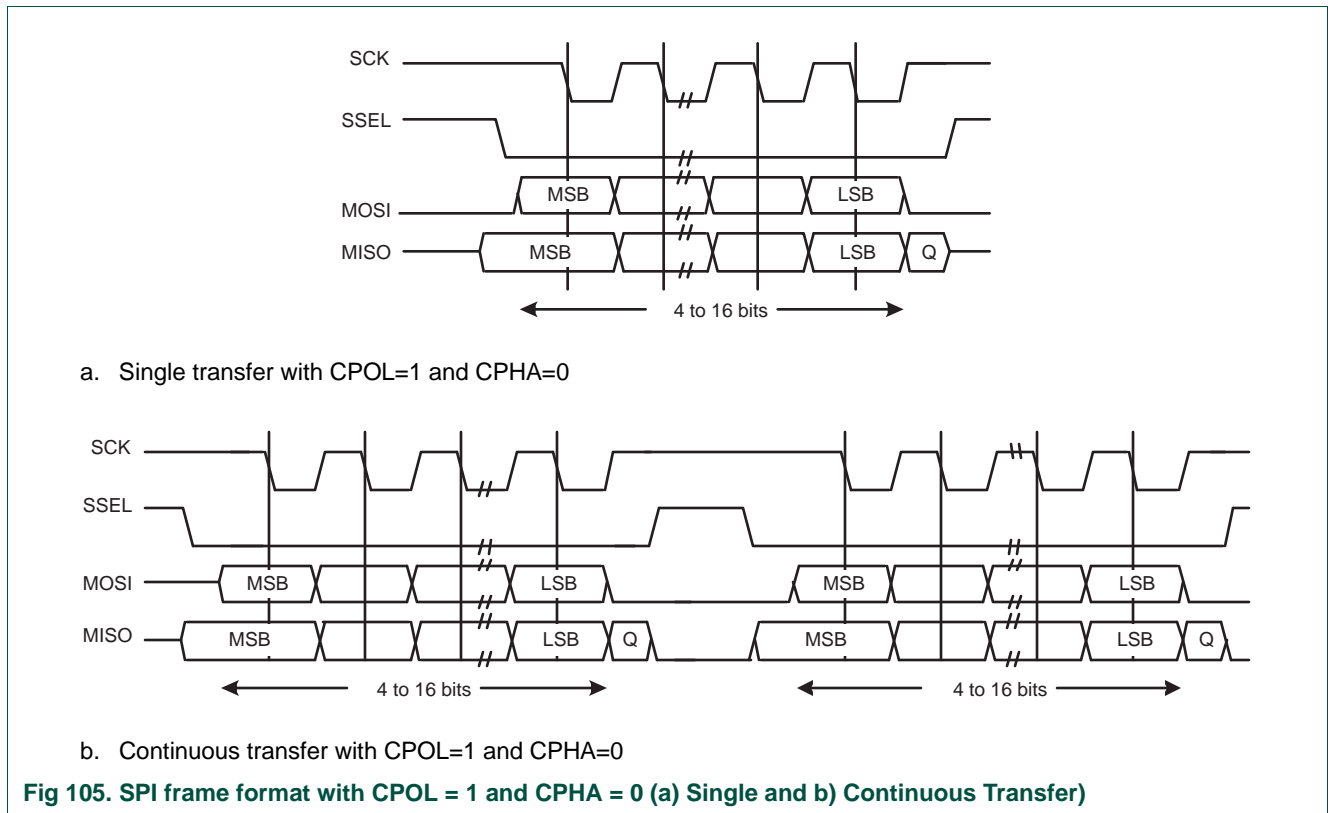 SCK
SSEL
MOSI MSB LSB
MISO MSB LSB Q
4 to 16 bits
a. Single transfer with CPOL=1 and CPHA=0
SCK
SSEL
MOSI MSB LSB MSB LSB
MISO MSB LSB Q MSB LSB Q
4 to 16 bits 4 to 16 bits
b. Continuous transfer with CPOL=1 and CPHA=0
Fig 105. SPI frame format with CPOL = 1 and CPHA = 0 (a) Single and b) Continuous Transfer)